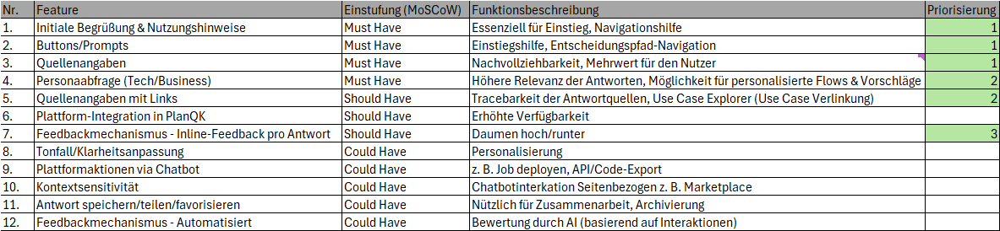 Nr. Feature Einstufung (MoSCoW) Funktionsbeschreibung Priorisierung
1. Initiale Begrüßung & Nutzungshinweise Must Have Essenziell für Einstieg, Navigationshilfe 1
2. Buttons/Prompts Must Have Einstiegshilfe, Entscheidungspfad-Navigation 1
3. Quellenangaben Must Have Nachvollziehbarkeit, Mehrwert für den Nutzer 1
4. Personaabfrage (Tech/Business) Must Have Höhere Relevanz der Antworten, Möglichkeit für personalisierte Flows & Vorschläge 2
5. Quellenangaben mit Links Should Have Tracebarkeit der Antwortquellen, Use Case Explorer (Use Case Verlinkung) 2
6. Plattform-Integration in PlanQK Should Have Erhöhte Verfügbarkeit
7. Feedbackmechanismus - Inline-Feedback pro Antwort Should Have Daumen hoch/runter 3
8. Tonfall/Klarheitsanpassung Could Have Personalisierung
9. Plattformaktionen via Chatbot Could Have z. B. Job deployen, API/Code-Export
10. Kontextsensitivität Could Have Chatbotinterkation Seitenbezogen z. B. Marketplace
11. Antwort speichern/teilen/favorisieren Could Have Nützlich für Zusammenarbeit, Archivierung
12. Feedbackmechanismus - Automatisiert Could Have Bewertung durch AI (basierend auf Interaktionen)